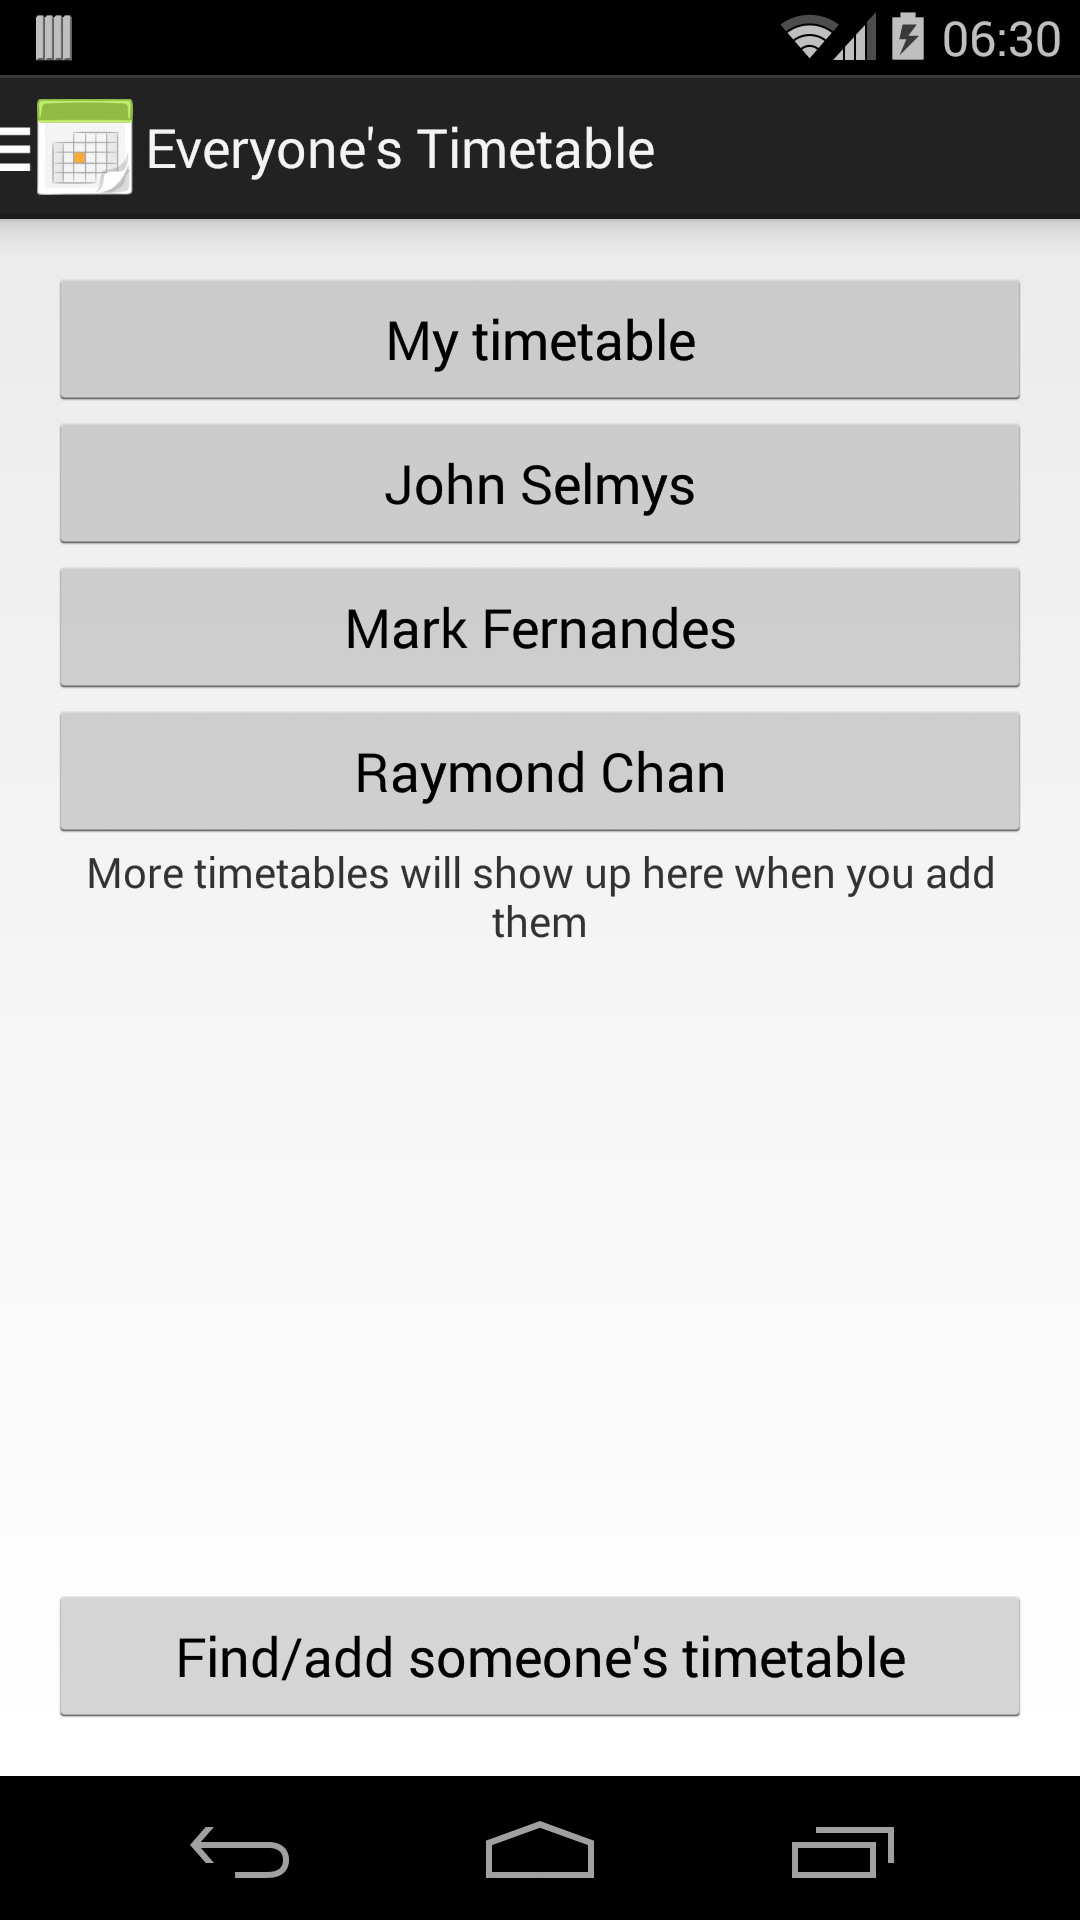 06:30
Everyone's Timetable
My timetable
John Selmys
Mark Fernandes
Raymond Chan
More timetables will show up here when you add
them
Find/add someone's timetable